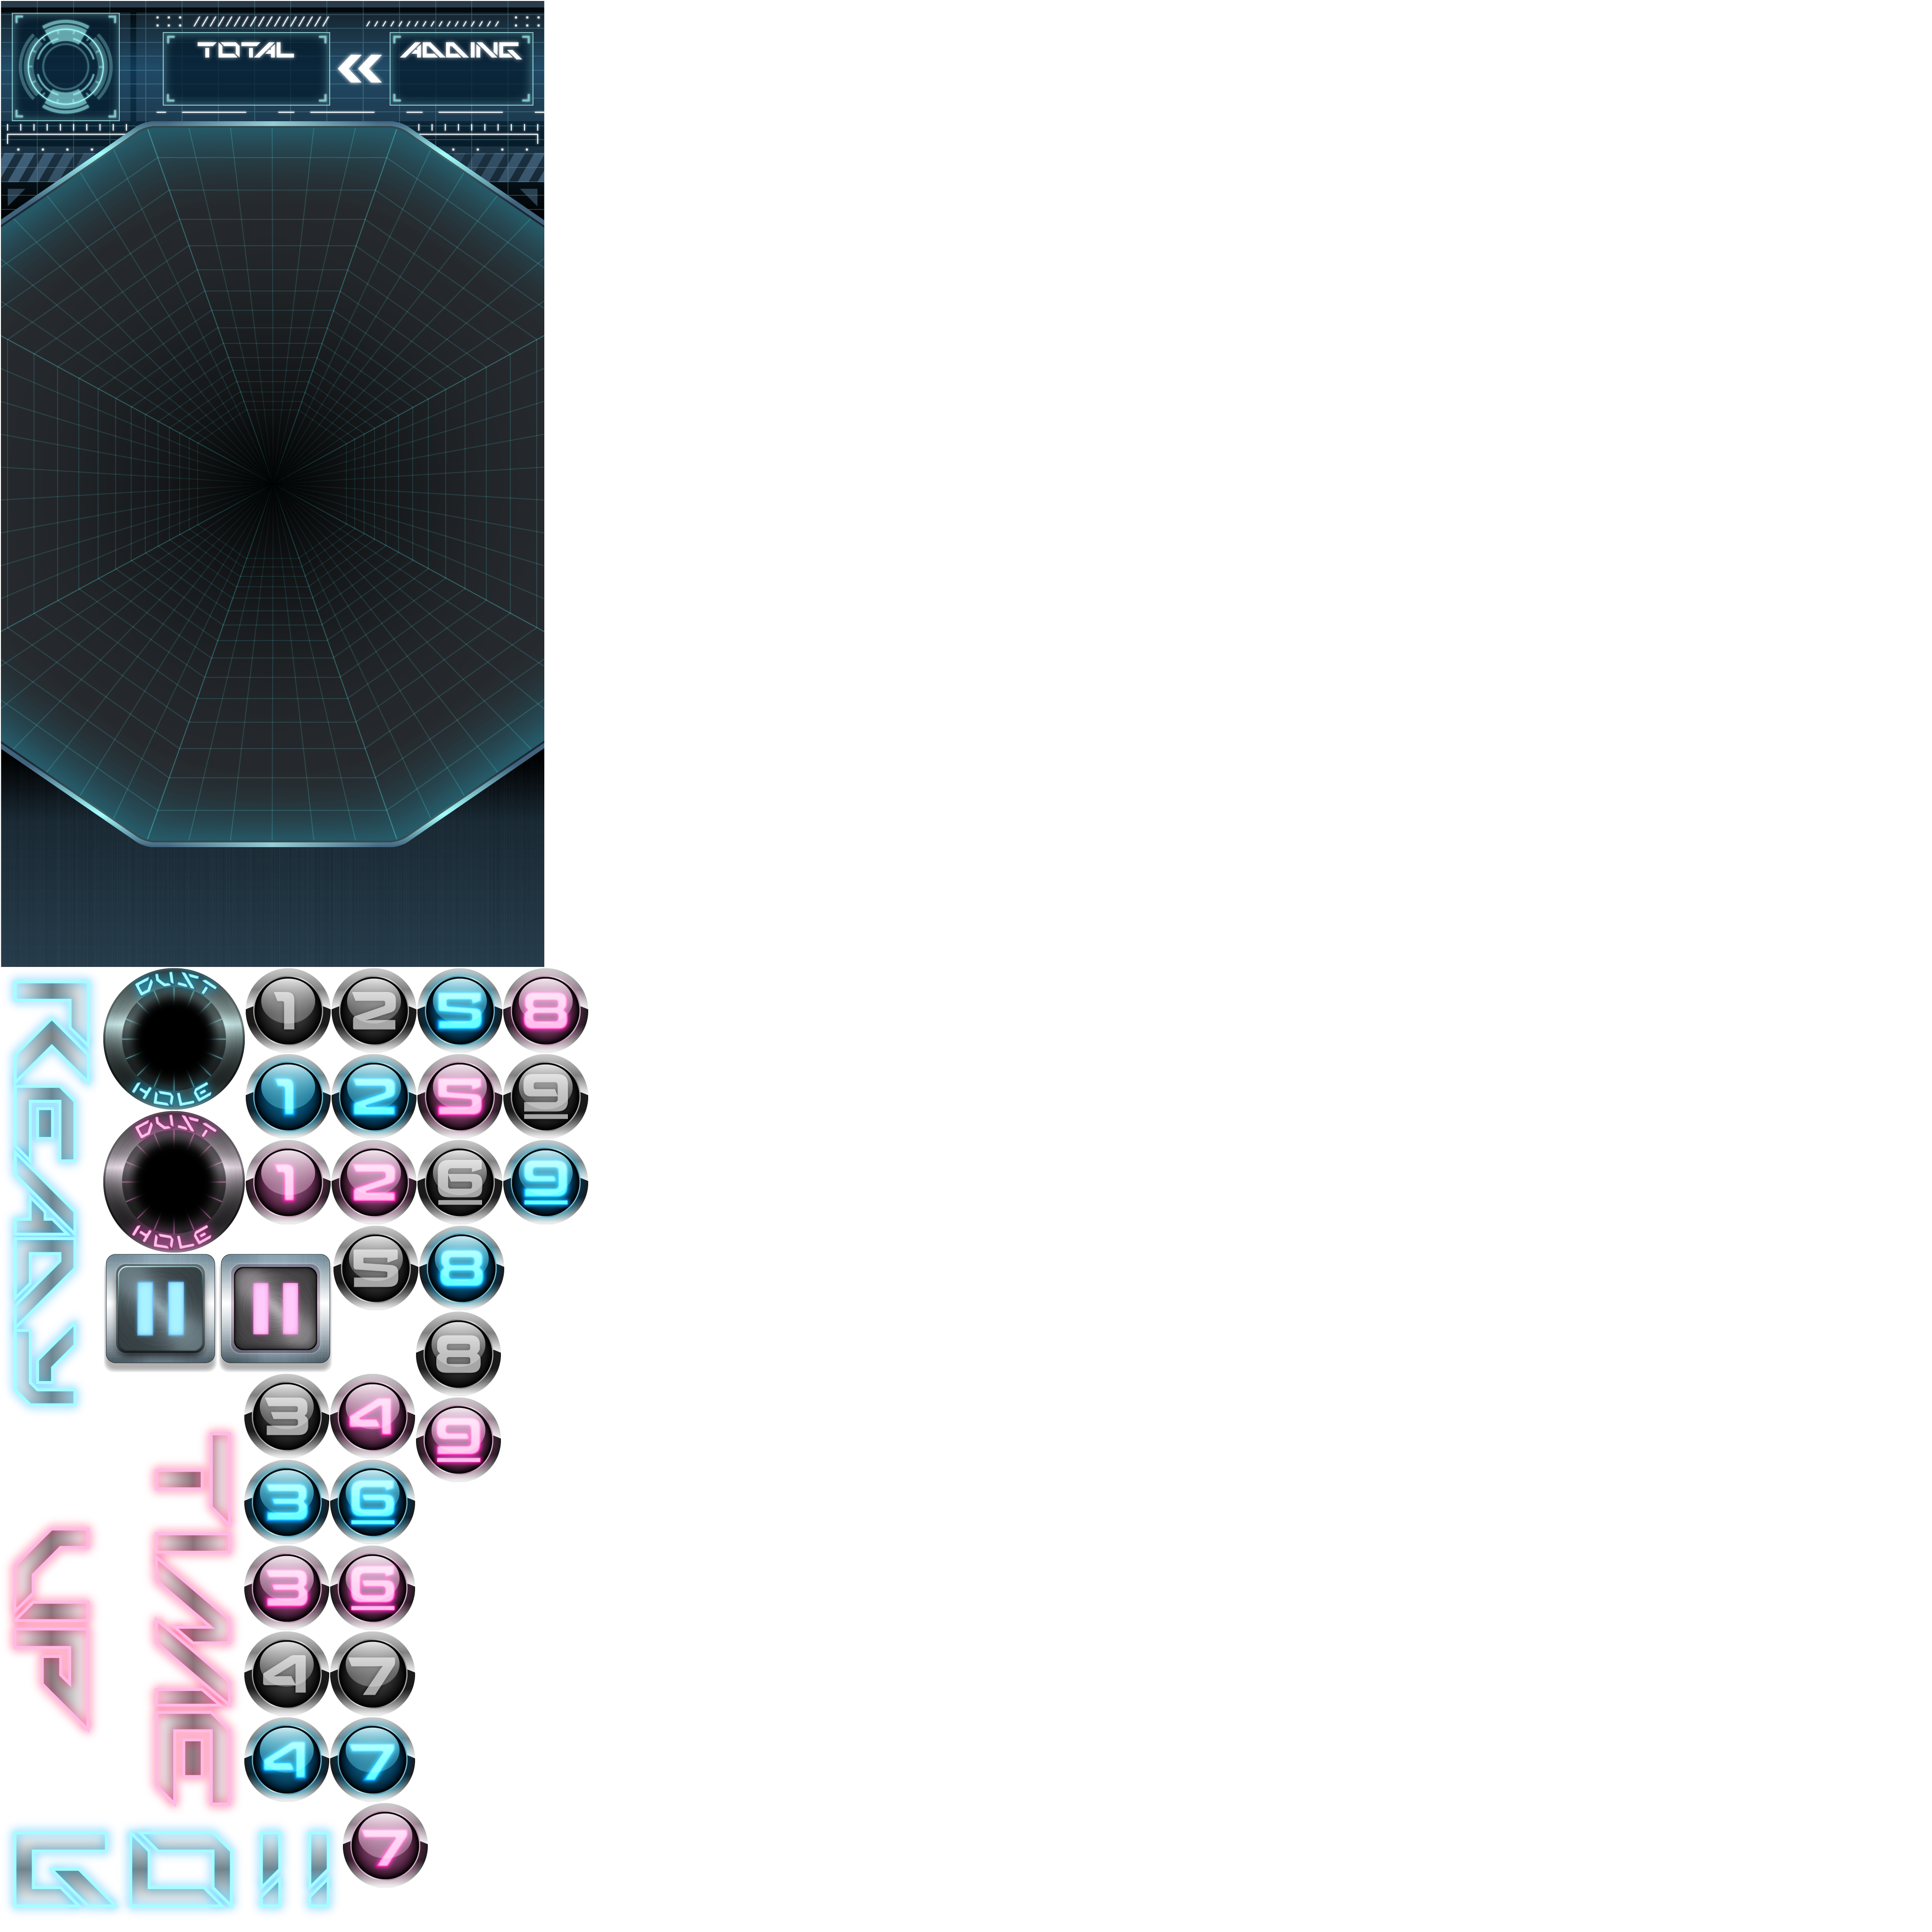 TOTAL
ADDING
READY
DUST
HOLE
1 2 5 8
1 2 5 9
DUST
HOLE
1 2 6 9
5 8
8
3 4
9
TIME
UP
3 6
3 6
4 7
4 7
7
GO!!